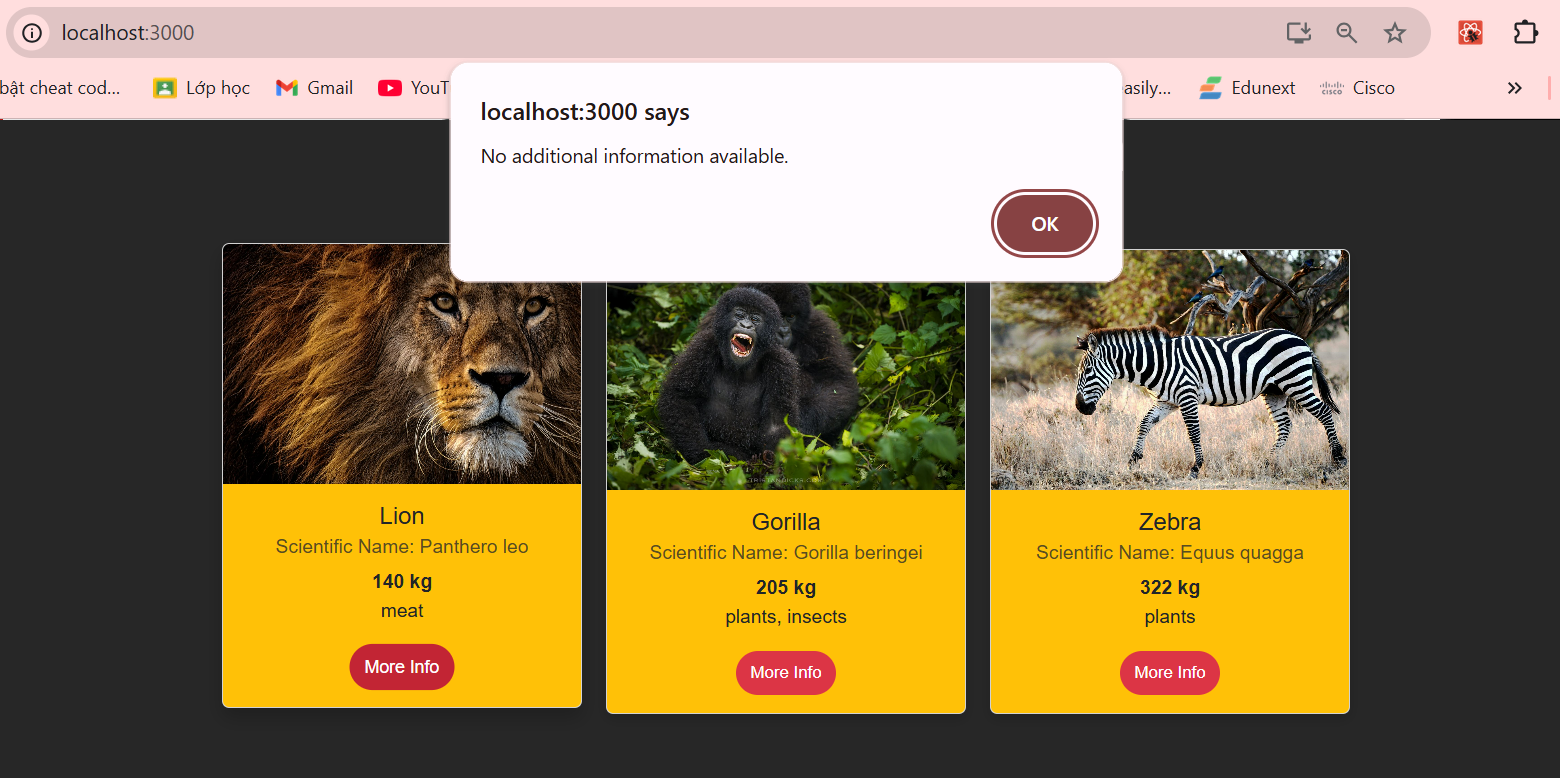 localhost:3000
bật cheat cod...
Lớp học
Gmail
YouT
asily...
Edunext
CISCO
Cisco
localhost:3000 says
No additional information available.
OK
Lion
Scientific Name: Panthero leo
140 kg
meat
More Info
Gorilla
Scientific Name: Gorilla beringei
205 kg
plants, insects
More Info
Zebra
Scientific Name: Equus quagga
322 kg
plants
More Info